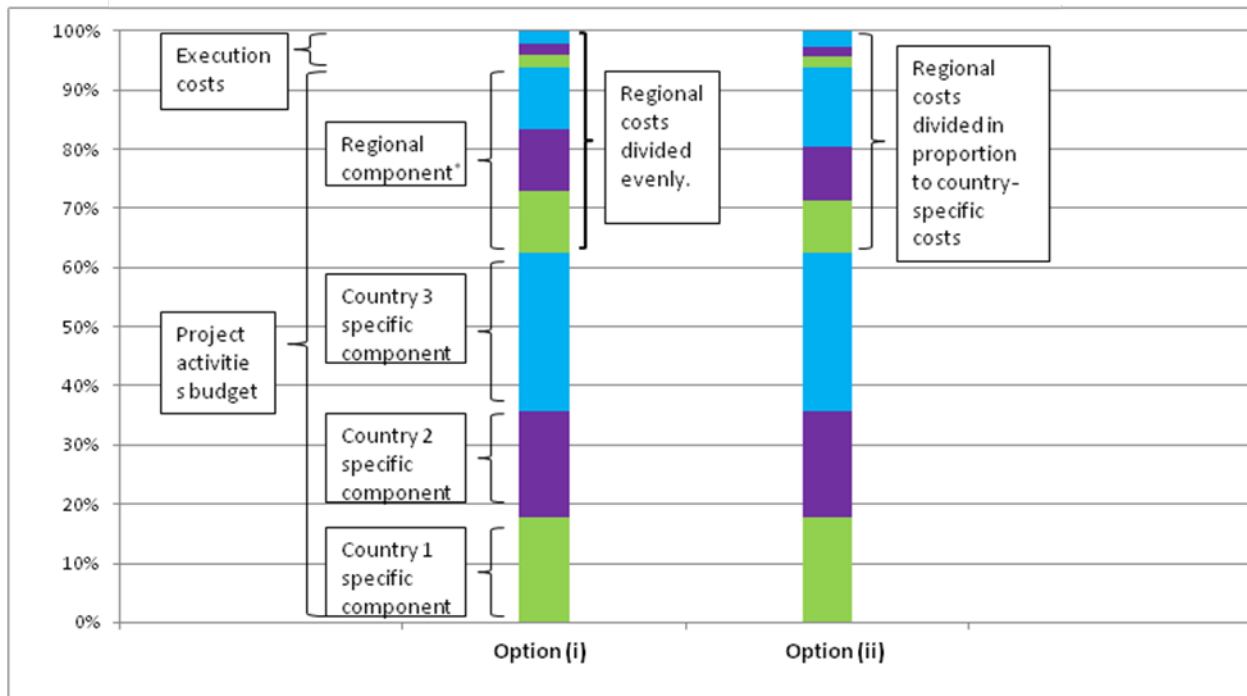 100%
90%
80%
70%
60%
50%
40%
30%
20%
10%
0%
Execution
costs
Project
activitie
s budget
Regional
component*
Country 3
specific
component
Country 2
specific
component
Country 1
specific
component
Regional
costs
divided
evenly.
Regional
costs
divided in
proportion
to country-
specific
costs
Option (i)
Option (ii)